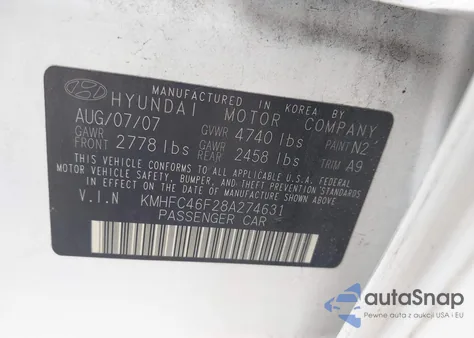 MANUFACTURED IN KOREA BY
HYUNDAI MOTOR COMPANY
AUG/07/07 GVWR 4740 lbs PAINT N2
GAWR FRONT 2778 lbs GAWR REAR 2458 lbs TRIM A9
THIS VEHICLE CONFORMS TO ALL APPLICABLE U.S.A. FEDERAL
MOTOR VEHICLE SAFETY, BUMPER, AND THEFT PREVENTION
STANDARDS IN EFFECT ON THE DATE OF MANUFACTURE SHOWN ABOVE.
V.I.N KMHFC46F28A274631
PASSENGER CAR
autoSnap
Pewne auta z aukcji USA i EU